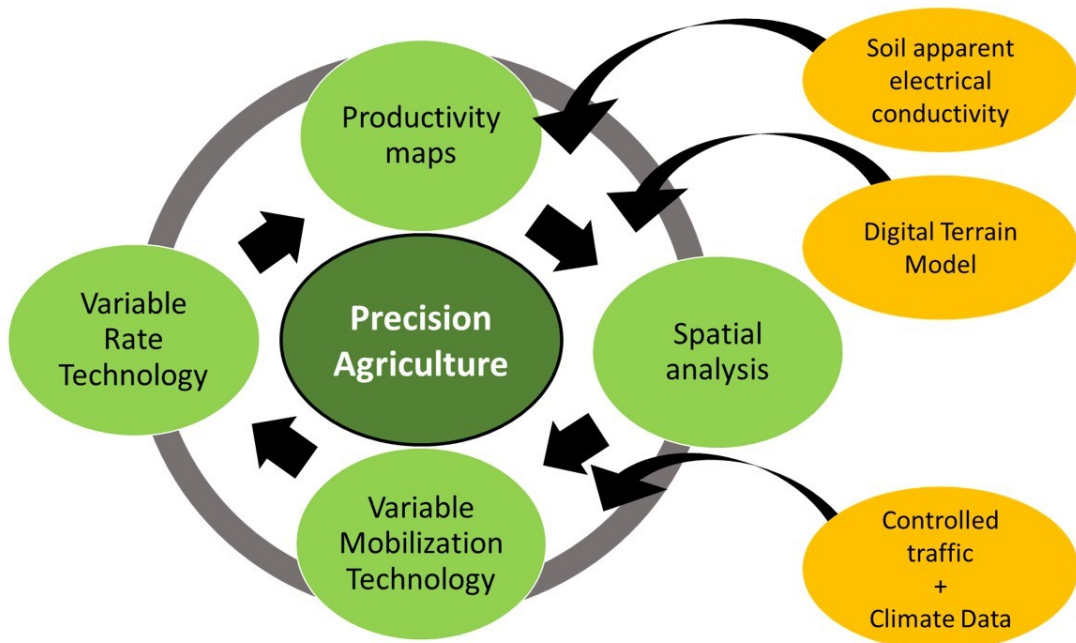 Soil apparent
electrical
conductivity
Productivity
maps
Digital Terrain
Model
Variable
Rate
Technology
Precision
Agriculture
Spatial
analysis
Variable
Mobilization
Technology
Controlled
traffic
+
Climate Data